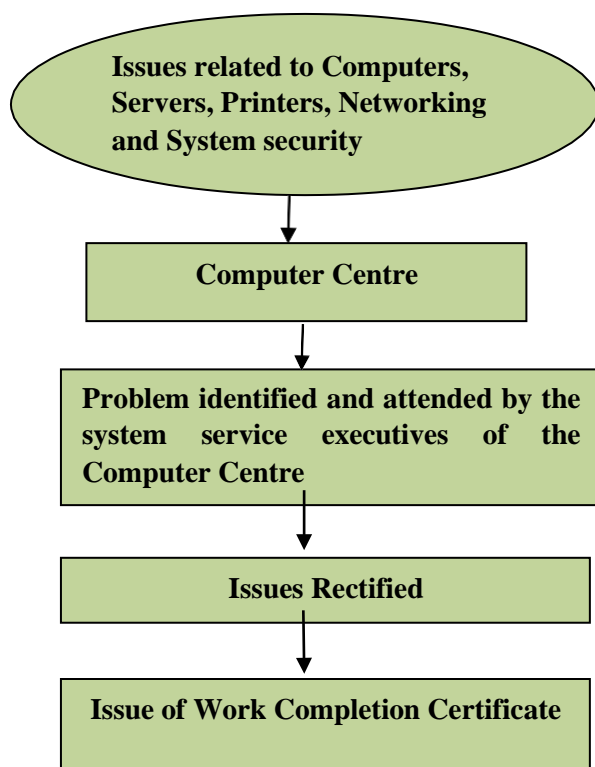 Issues related to Computers,
Servers, Printers, Networking
and System security
Computer Centre
Problem identified and attended by the
system service executives of the
Computer Centre
Issues Rectified
Issue of Work Completion Certificate